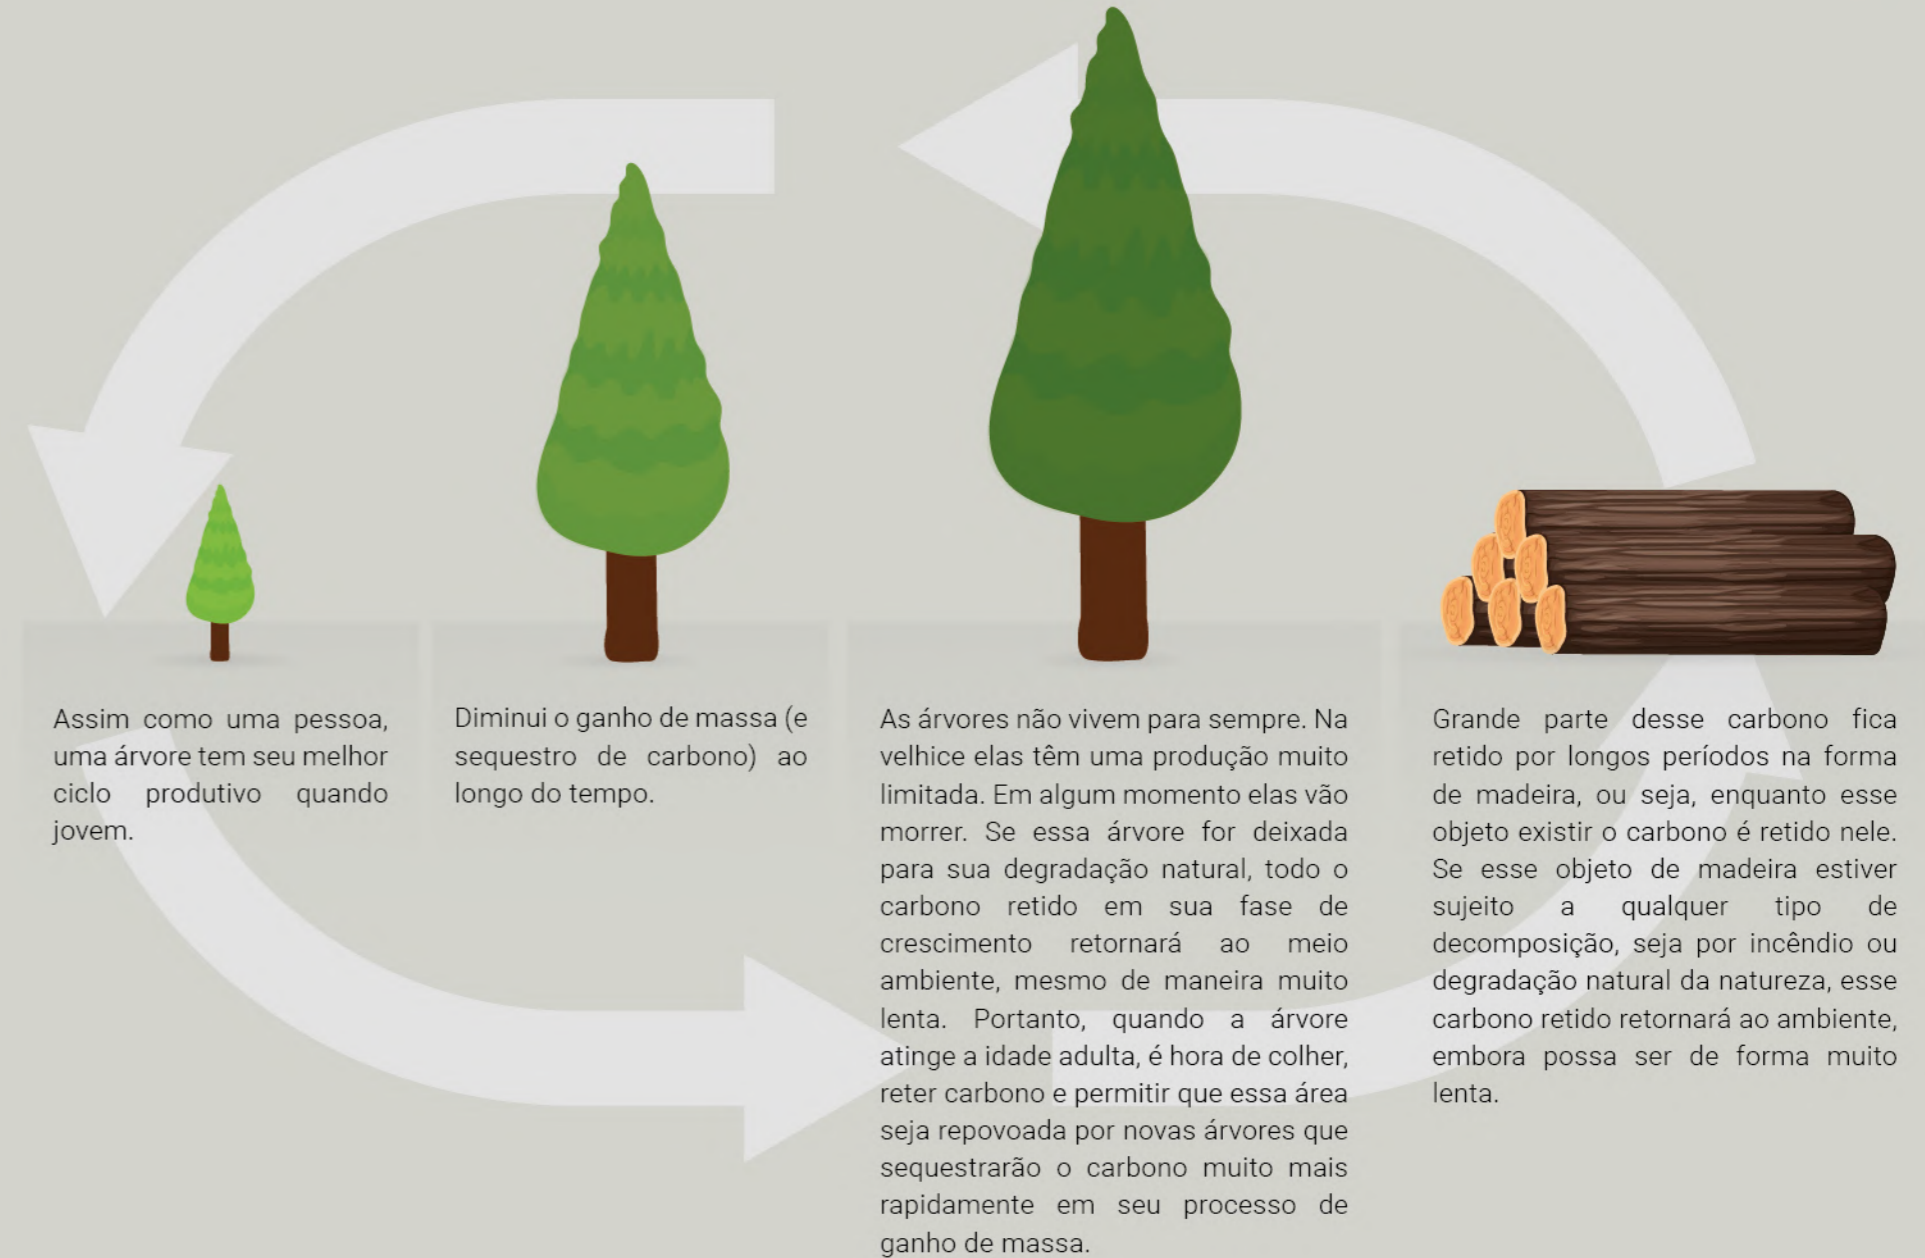 Assim como uma pessoa,
uma árvore tem seu melhor
ciclo produtivo quando
jovem.
Diminui o ganho de massa (e
sequestro de carbono) ao
longo do tempo.
As árvores não vivem para sempre. Na
velhice elas têm uma produção muito
limitada. Em algum momento elas vão
morrer. Se essa árvore for deixada
para sua degradação natural, todo o
carbono retido em sua fase de
crescimento retornará ao meio
ambiente, mesmo de maneira muito
lenta. Portanto, quando a árvore
atinge a idade adulta, é hora de colher,
reter carbono e permitir que essa área
seja repovoada por novas árvores que
sequestrarão o carbono muito mais
rapidamente em seu processo de
ganho de massa.
Grande parte desse carbono fica
retido por longos períodos na forma
de madeira, ou seja, enquanto esse
objeto existir o carbono é retido nele.
Se esse objeto de madeira estiver
sujeito a qualquer tipo de
decomposição, seja por incêndio ou
degradação natural da natureza, esse
carbono retido retornará ao ambiente,
embora possa ser de forma muito
lenta.